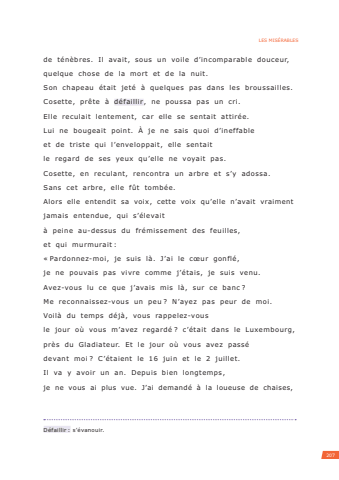 LES MISÉRABLES
de ténèbres. Il avait, sous un voile d’incomparable douceur,
quelque chose de la mort et de la nuit.
Son chapeau était jeté à quelques pas dans les broussailles.
Cosette, prête à défaillir, ne poussa pas un cri.
Elle reculait lentement, car elle se sentait attirée.
Lui ne bougeait point. À je ne sais quoi d’ineffable
et de triste qui l’enveloppait, elle sentait
le regard de ses yeux qu’elle ne voyait pas.
Cosette, en reculant, rencontra un arbre et s’y adossa.
Sans cet arbre, elle fût tombée.
Alors elle entendit sa voix, cette voix qu’elle n’avait vraiment
jamais entendue, qui s’élevait
à peine au-dessus du frémissement des feuilles,
et qui murmurait :
« Pardonnez-moi, je suis là. J’ai le cœur gonflé,
je ne pouvais pas vivre comme j’étais, je suis venu.
Avez-vous lu ce que j’avais mis là, sur ce banc ?
Me reconnaissez-vous un peu ? N’ayez pas peur de moi.
Voilà du temps déjà, vous rappelez-vous
le jour où vous m’avez regardé ? c’était dans le Luxembourg,
près du Gladiateur. Et le jour où vous avez passé
devant moi ? C’étaient le 16 juin et le 2 juillet.
Il va y avoir un an. Depuis bien longtemps,
je ne vous ai plus vue. J’ai demandé à la loueuse de chaises,
Défaillir : s’évanouir.
207